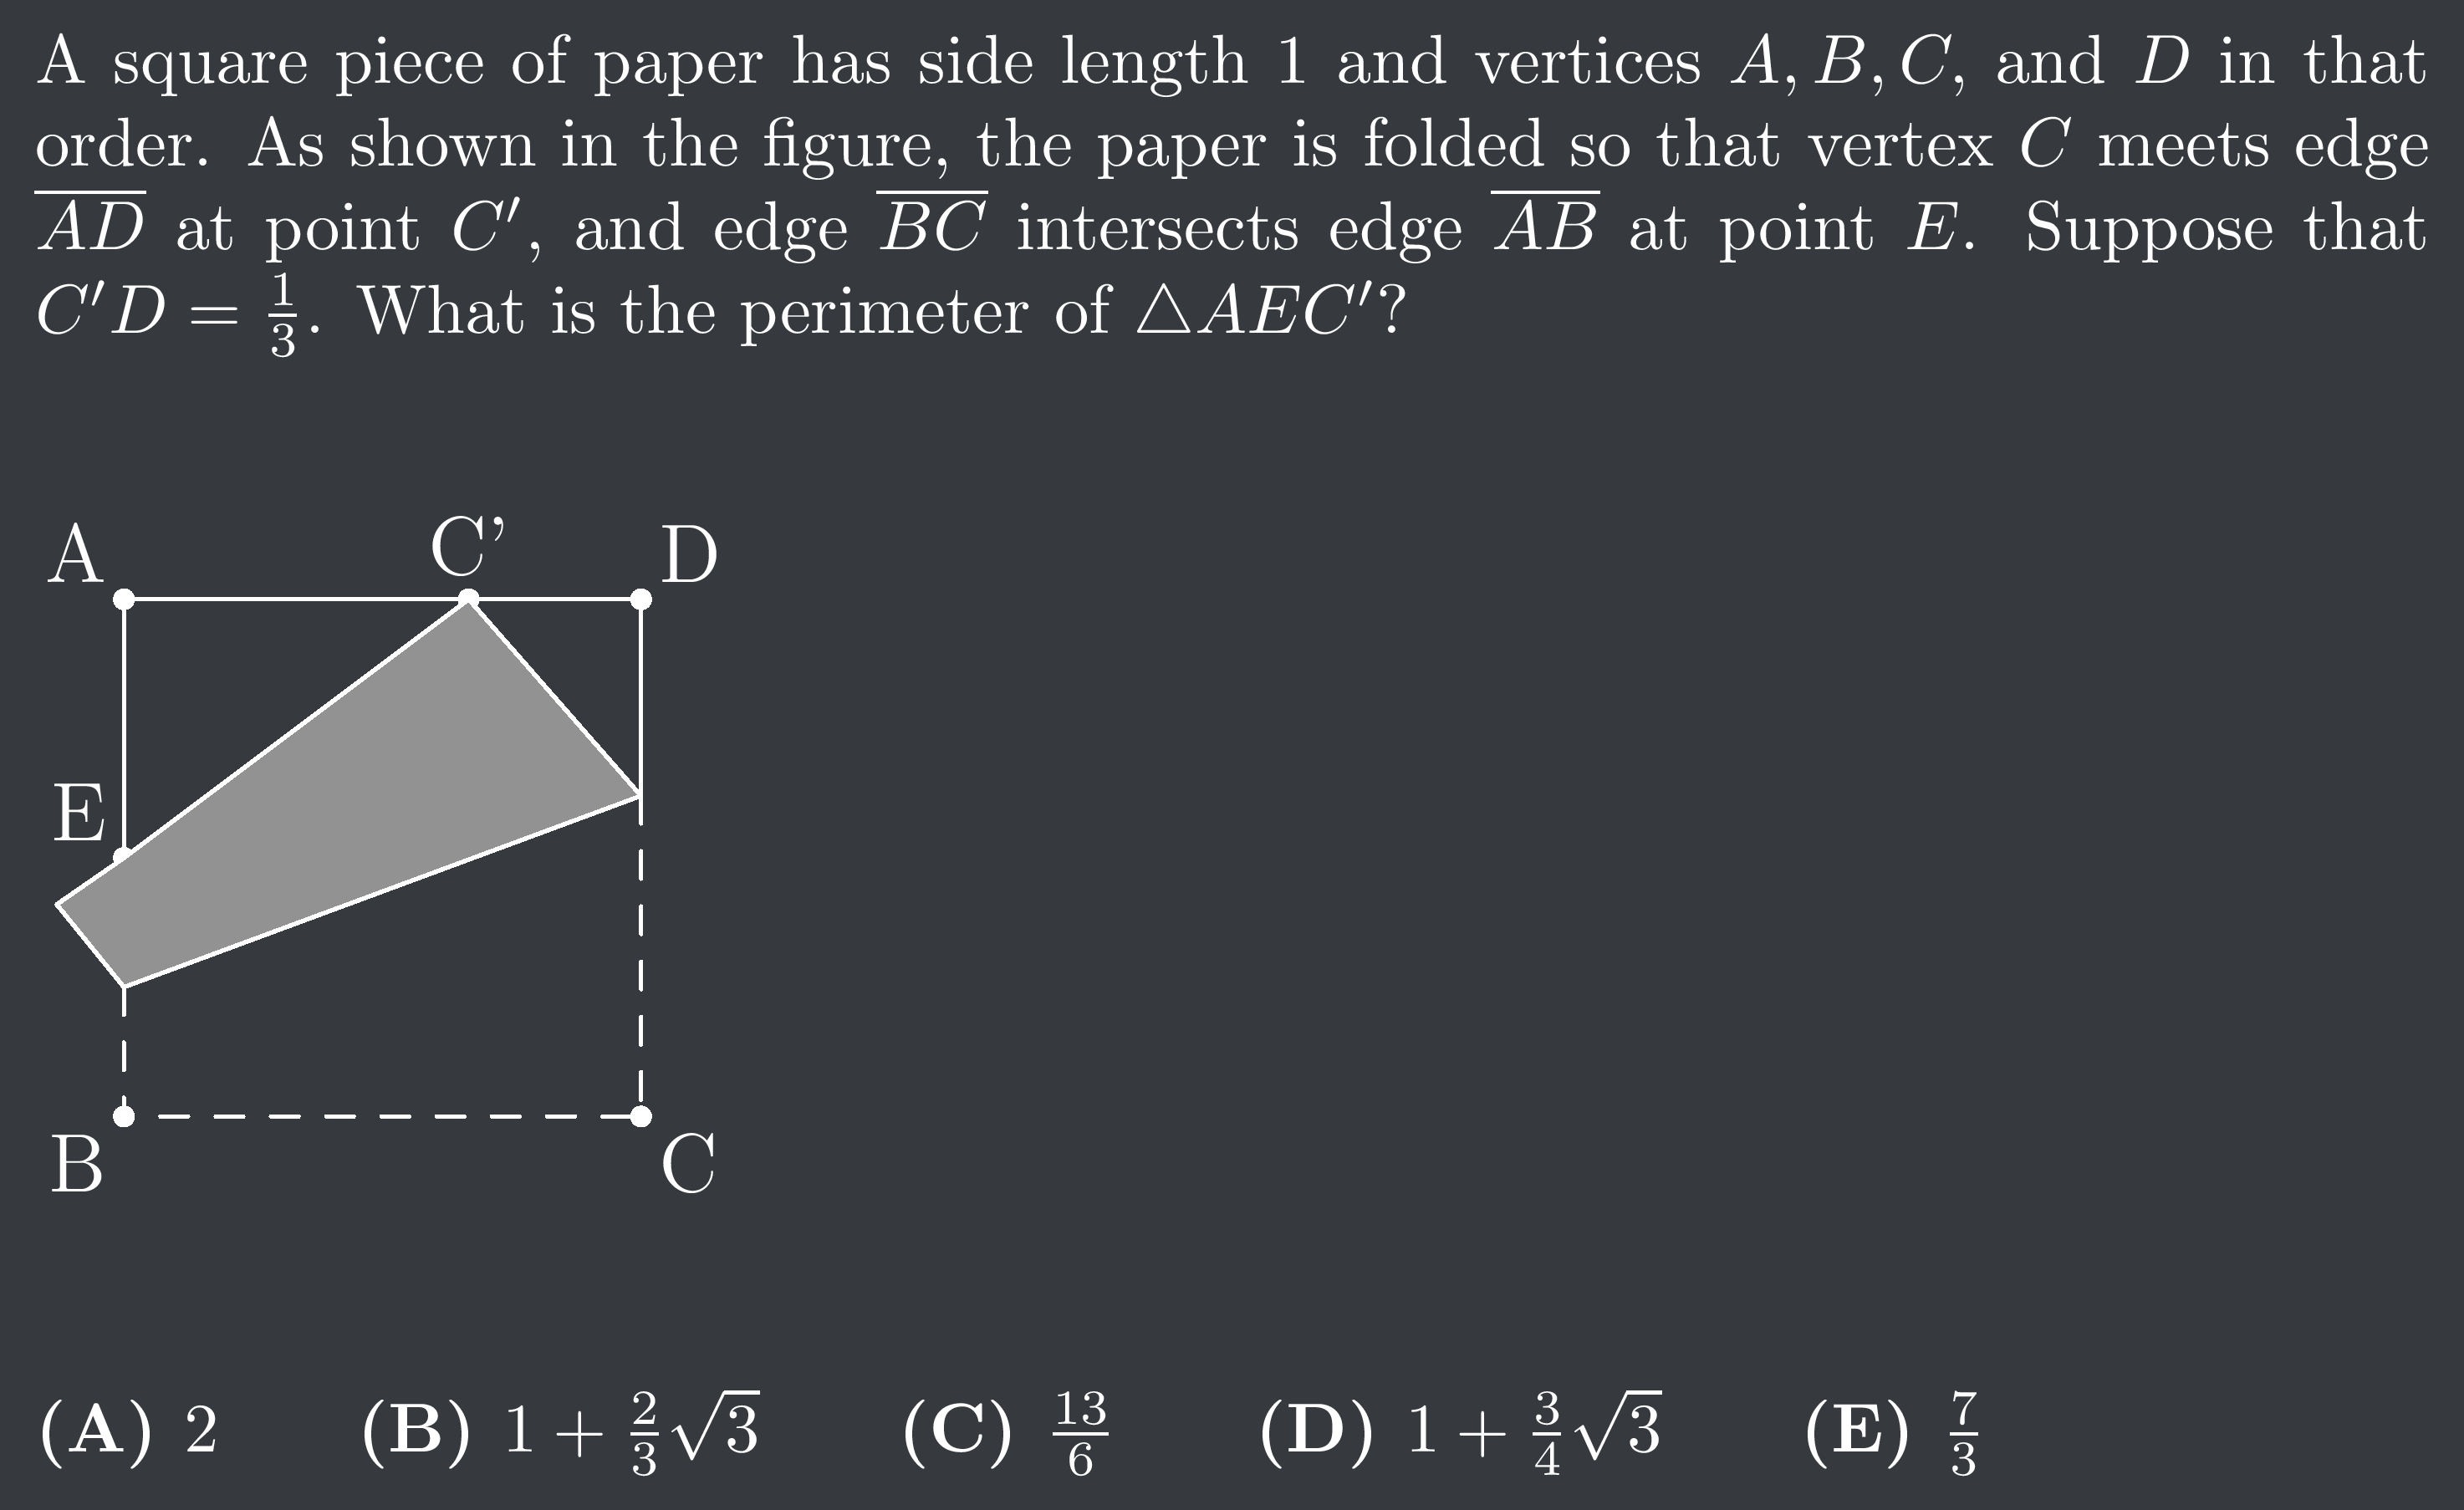 A square piece of paper has side length 1 and vertices $A, B, C,$ and $D$ in that
order. As shown in the figure, the paper is folded so that vertex $C$ meets edge
$\overline{AD}$ at point $C'$, and edge $\overline{BC}$ intersects edge $\overline{AB}$ at point $E$. Suppose that
$C'D = \frac{1}{3}$. What is the perimeter of $\triangle AEC'$?
A C' D
E
B C
(A) 2 (B) $1 + \frac{2}{3}\sqrt{3}$ (C) $\frac{13}{6}$ (D) $1 + \frac{3}{4}\sqrt{3}$ (E) $\frac{7}{3}$